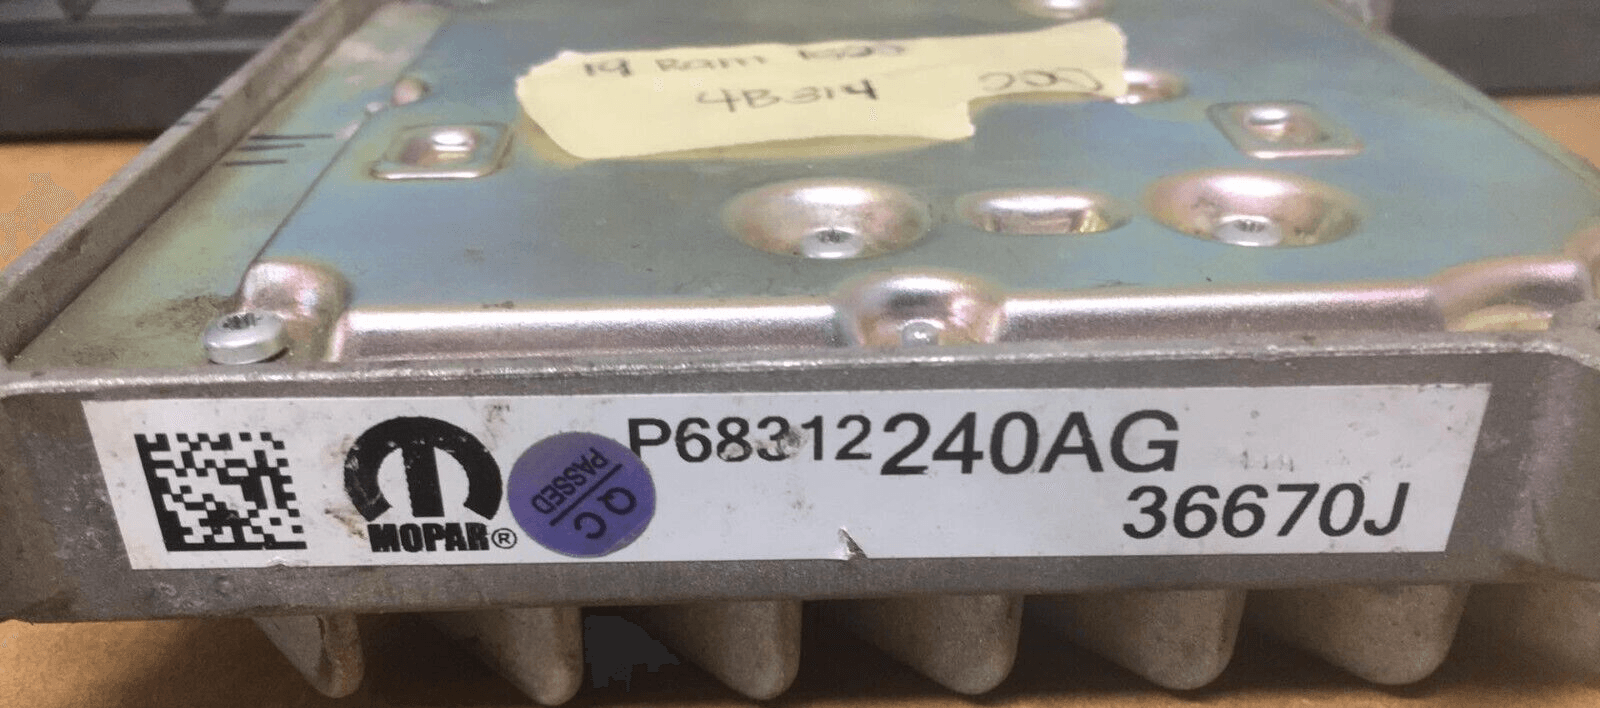 19 Ram 1500
4B314
P68312240AG
36670J
MOPAR®
QC
PASSED